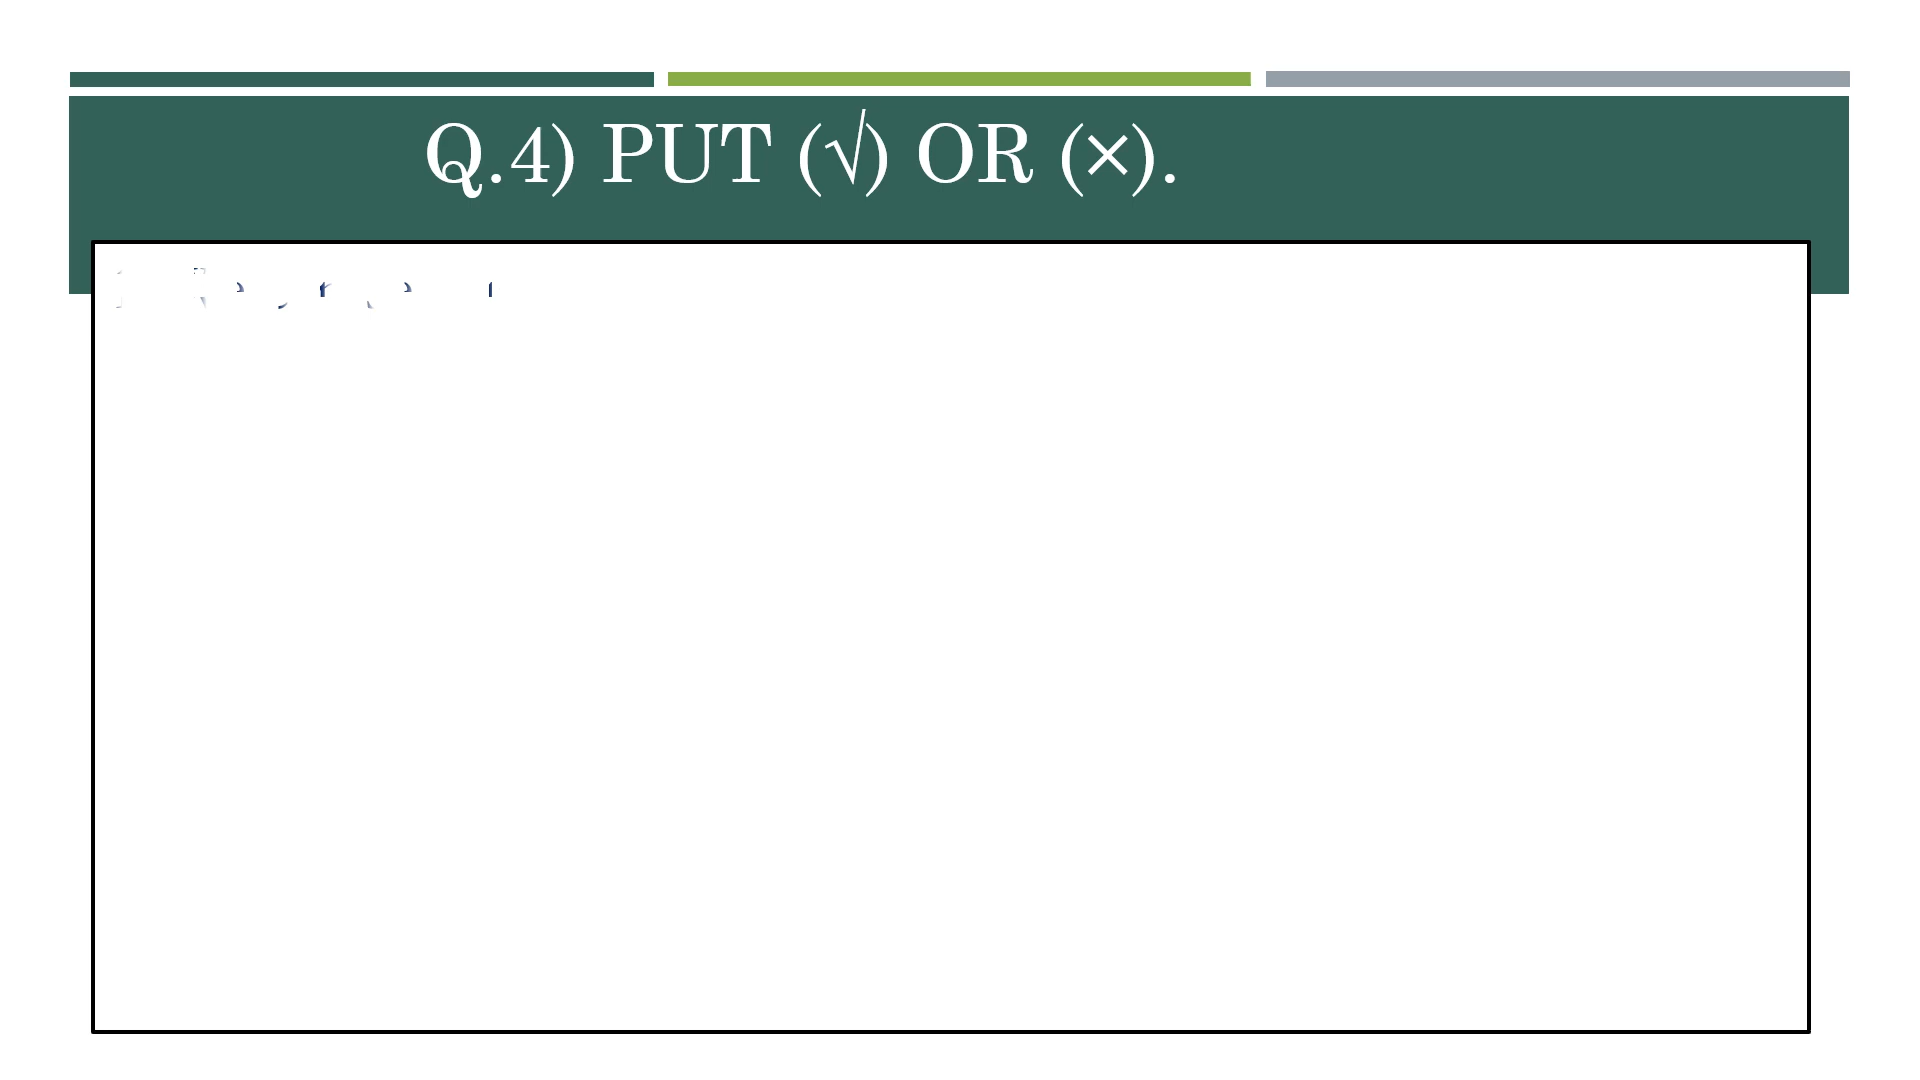 Q.4) PUT (√) OR (×).